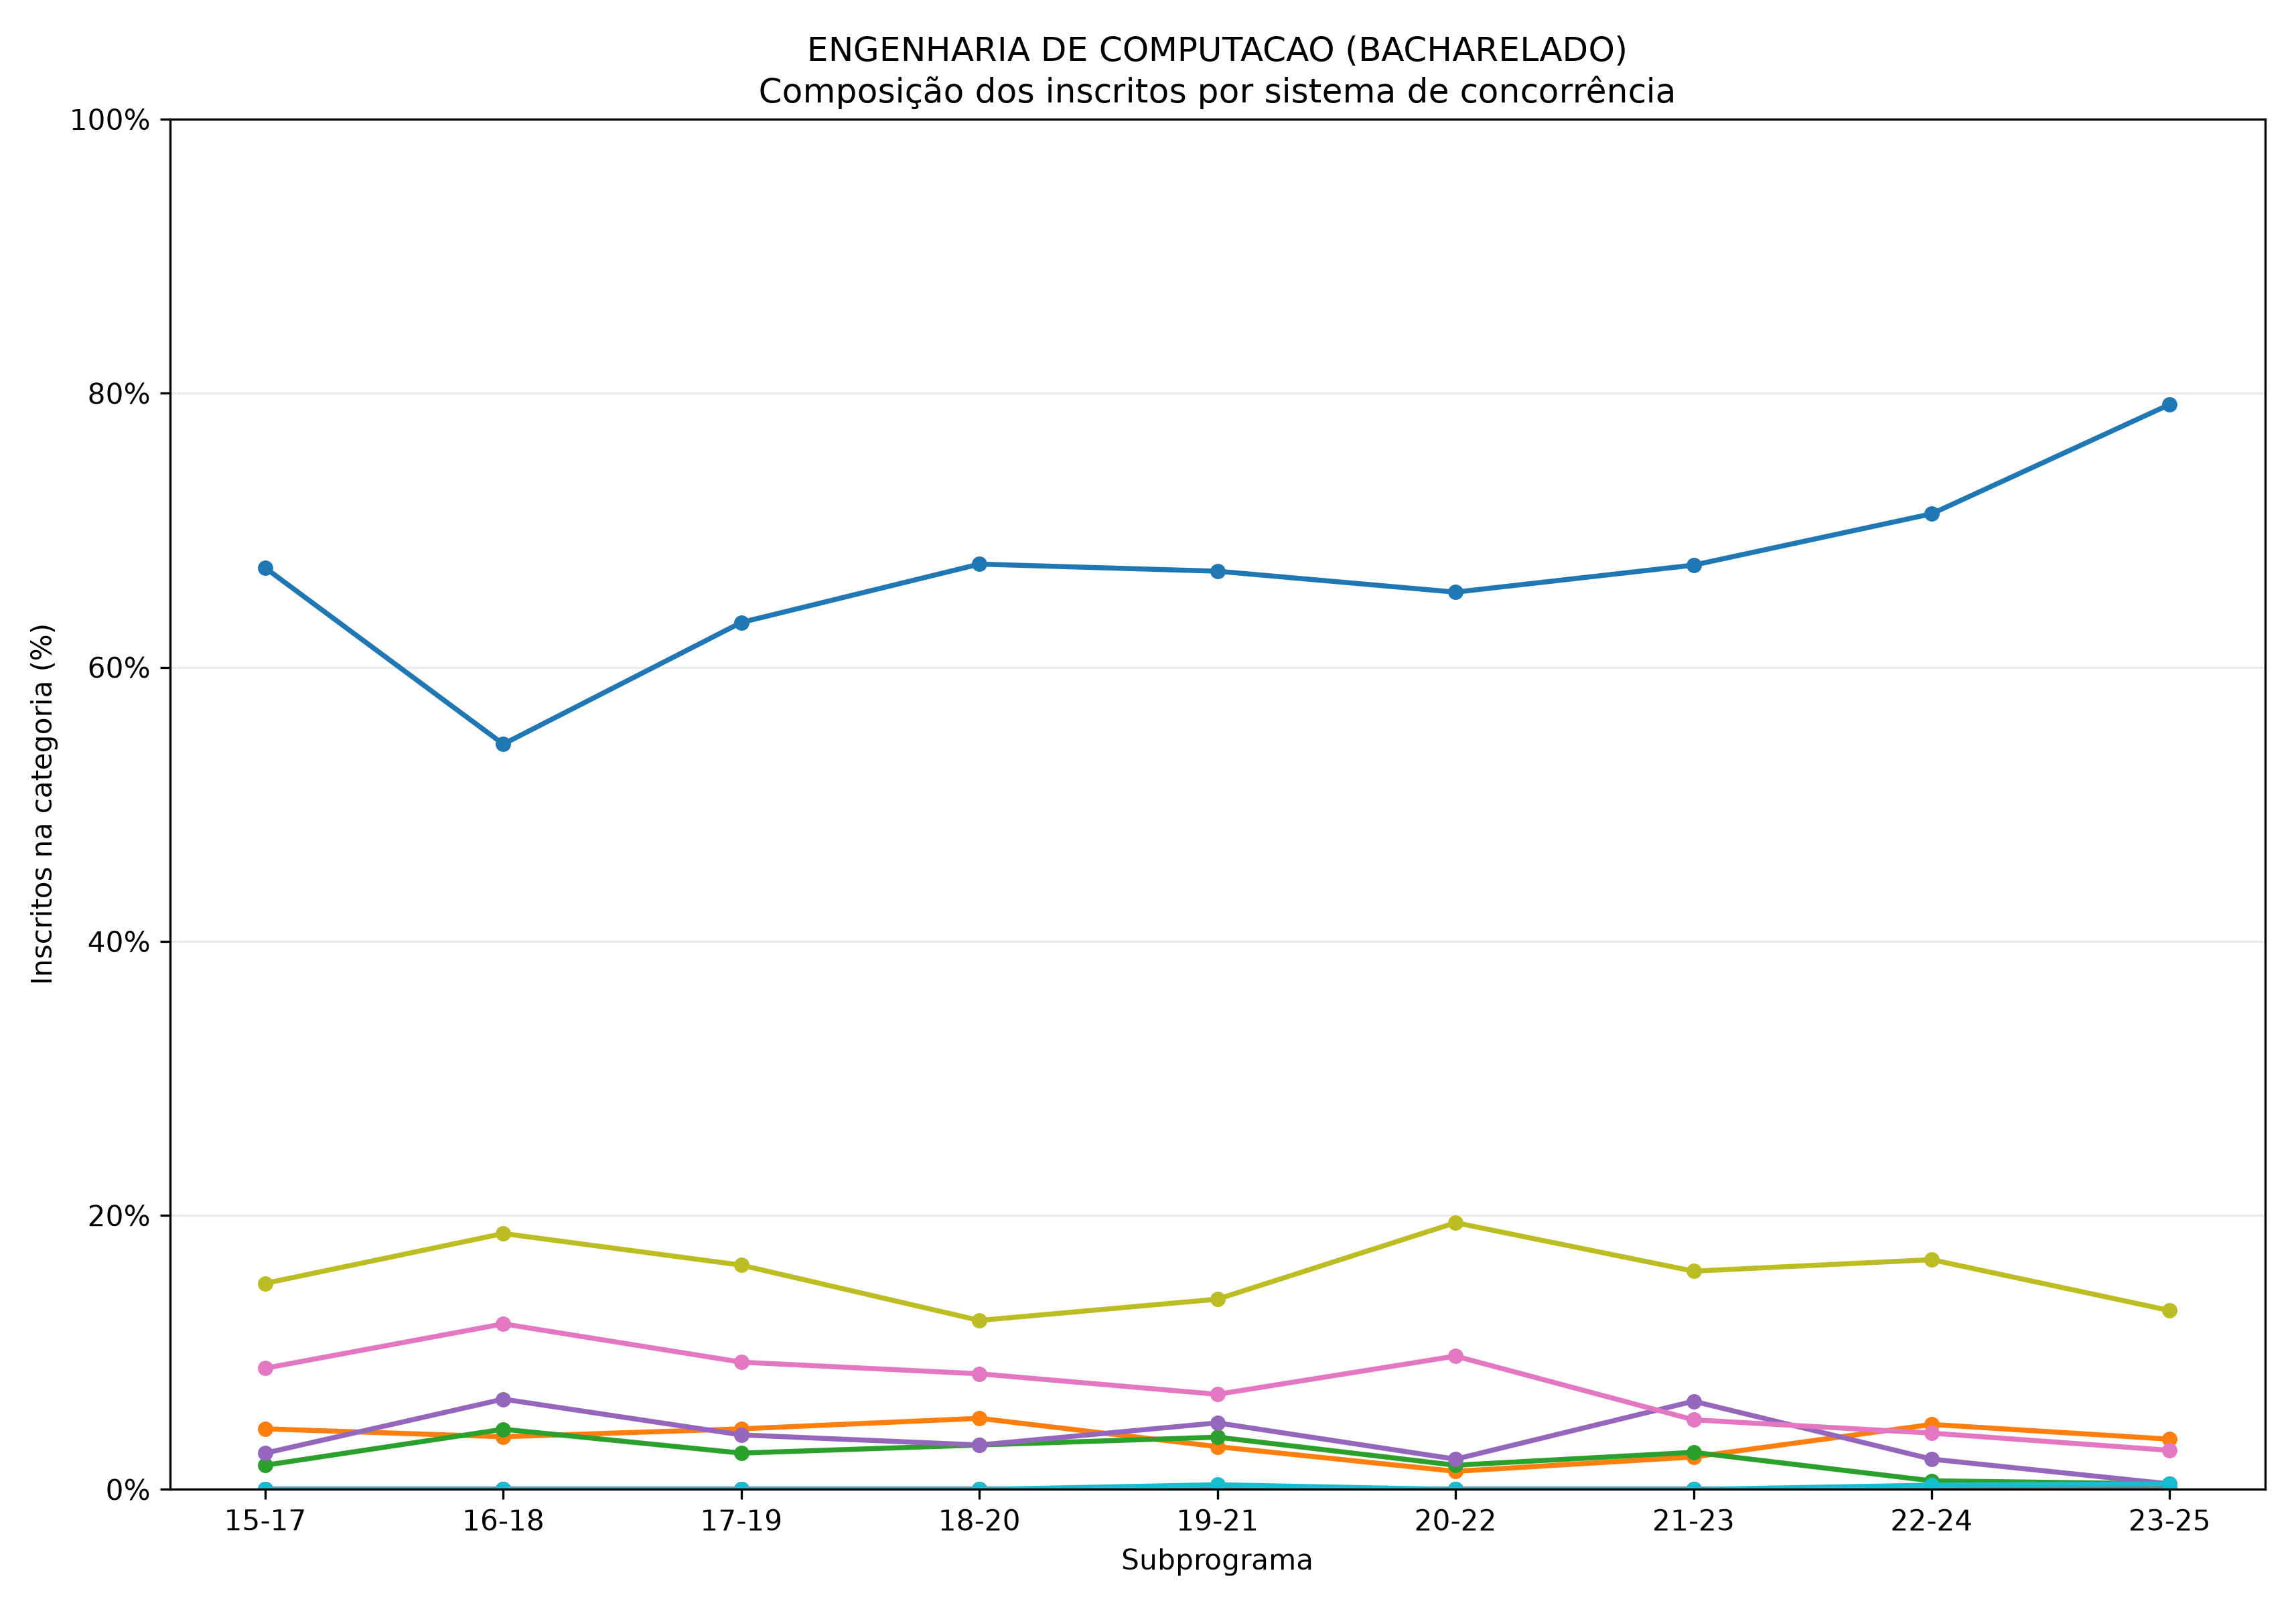 ENGENHARIA DE COMPUTACAO (BACHARELADO)
Composição dos inscritos por sistema de concorrência
100%
80%
60%
40%
20%
0%
Inscritos na categoria (%)
15-17 16-18 17-19 18-20 19-21 20-22 21-23 22-24 23-25
Subprograma